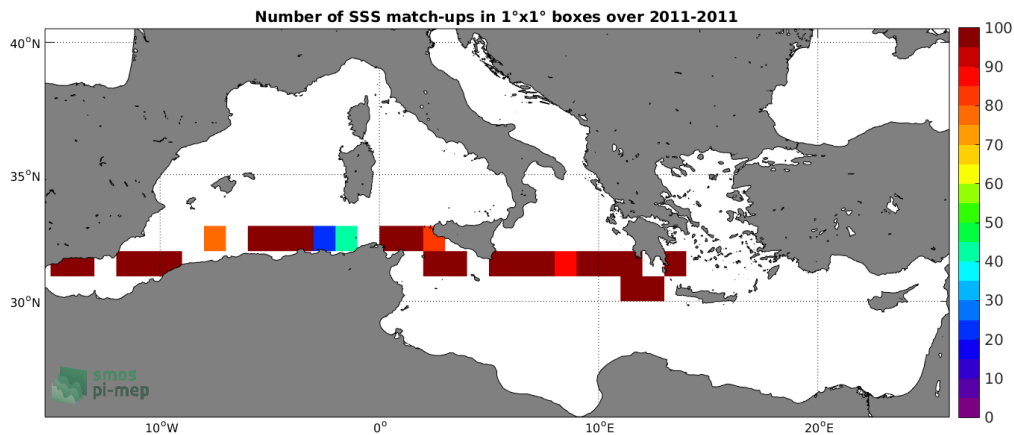 Number of SSS match-ups in 1°x1° boxes over 2011-2011
40°N
35°N
30°N
10°W
0°
10°E
20°E
100
90
80
70
60
50
40
30
20
10
0
smos
pi-mep